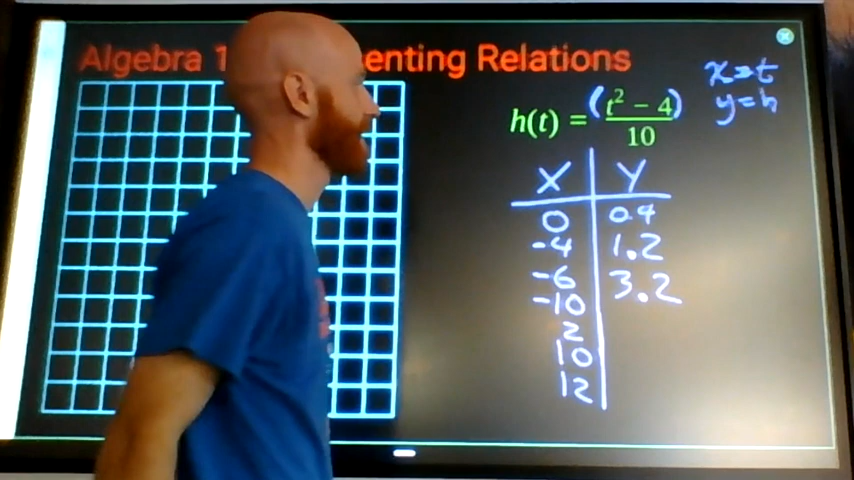 Algebra 1 enting Relations
h(t) = (t² − 4) / 10
x=t
y=h
X Y
0 0.4
-4 1.2
-6 3.2
-10
2
10
12